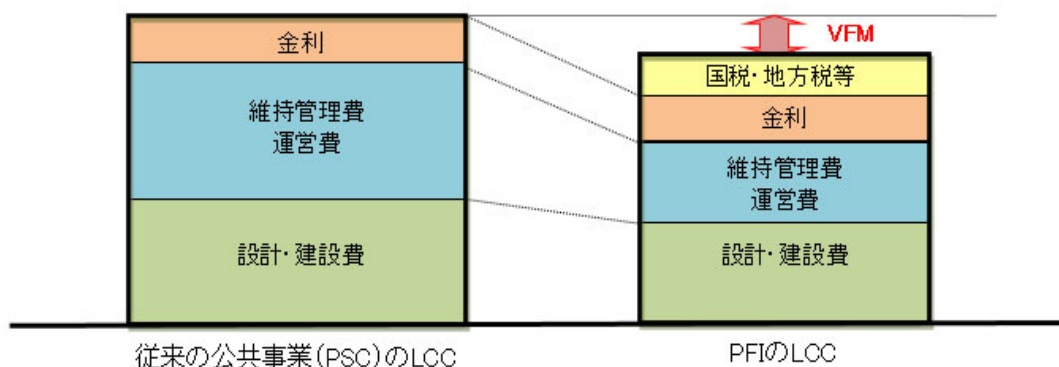 金利
維持管理費
運営費
設計・建設費
従来の公共事業(PSC)のLCC
VFM
国税・地方税等
金利
維持管理費
運営費
設計・建設費
PFIのLCC